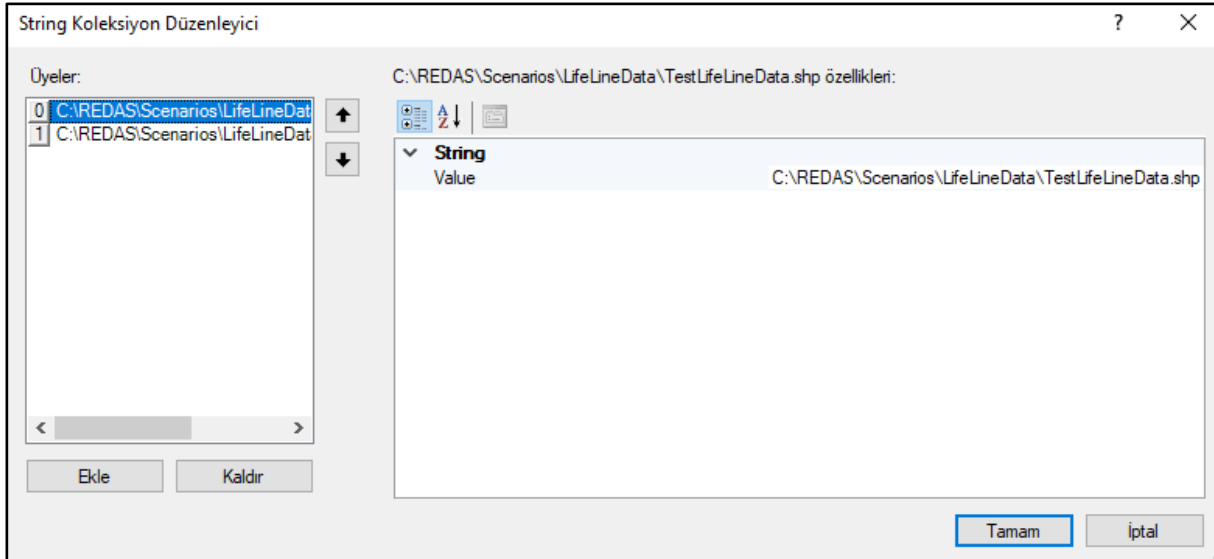 String Koleksiyon Düzenleyici
Üyeler:
0 C:\REDAS\Scenarios\LifeLineDat
1 C:\REDAS\Scenarios\LifeLineDat
Ekle Kaldır
C:\REDAS\Scenarios\LifeLineData\TestLifeLineData.shp özellikleri:
String
Value C:\REDAS\Scenarios\LifeLineData\TestLifeLineData.shp
Tamam İptal